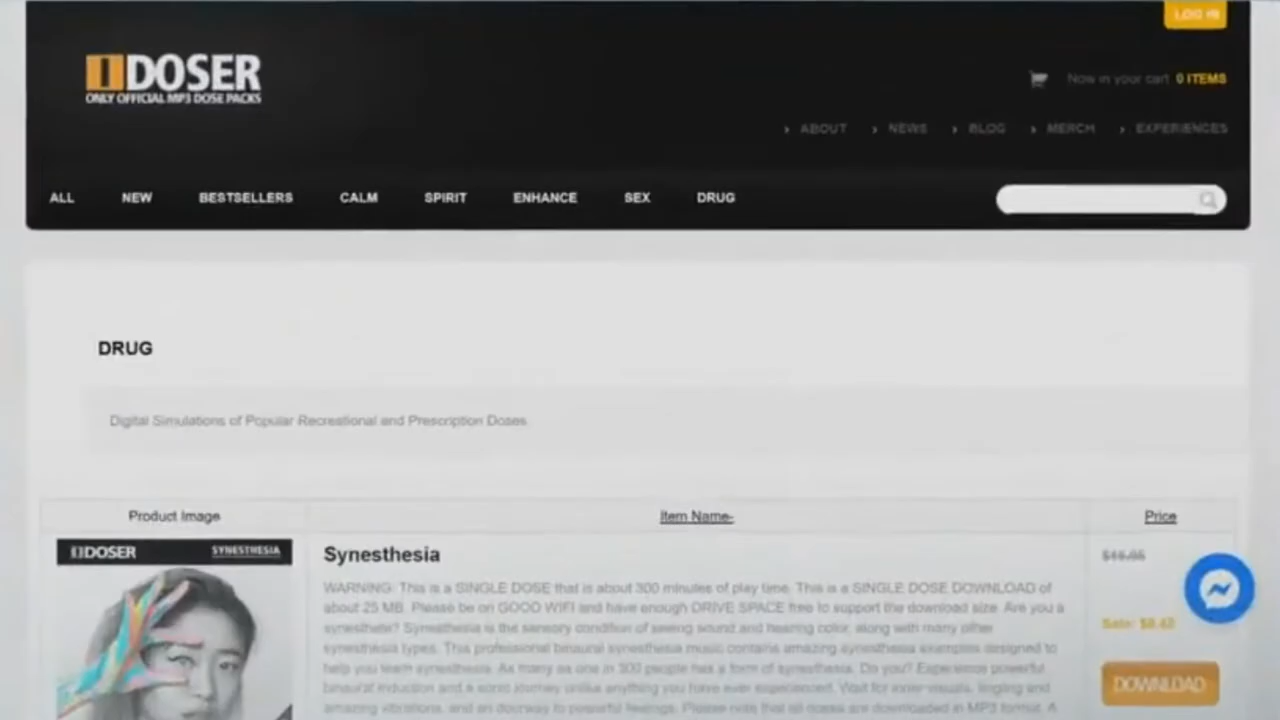 LOG IN
IDOSER
ONLY OFFICIAL MP3 DOSE PACKS
Now in your cart 0 ITEMS
ABOUT NEWS BLOG MERCH EXPERIENCES
ALL NEW BESTSELLERS CALM SPIRIT ENHANCE SEX DRUG
DRUG
Digital Simulations of Popular Recreational and Prescription Doses.
Product Image Item Name- Price
IDOSER SYNESTHESIA
Synesthesia
WARNING: This is a SINGLE DOSE that is about 300 minutes of play time. This is a SINGLE DOSE DOWNLOAD of
about 25 MB. Please be on GOOD WIFI and have enough DRIVE SPACE free to support the download size. Are you a
synesthete? Synesthesia is the sensory condition of seeing sound and hearing color, along with many other
synesthesia types. This professional binaural synesthesia music contains amazing synesthesia examples designed to
help you learn synesthesia. As many as one in 300 people has a form of synesthesia. Do you? Experience powerful
binaural induction and a sonic journey unlike anything you have ever experienced. Wait for inner-visuals, tingling and
amazing vibrations, and an doorway to powerful feelings. Please note that all doses are downloaded in MP3 format. A
Sale: $8.42
DOWNLOAD